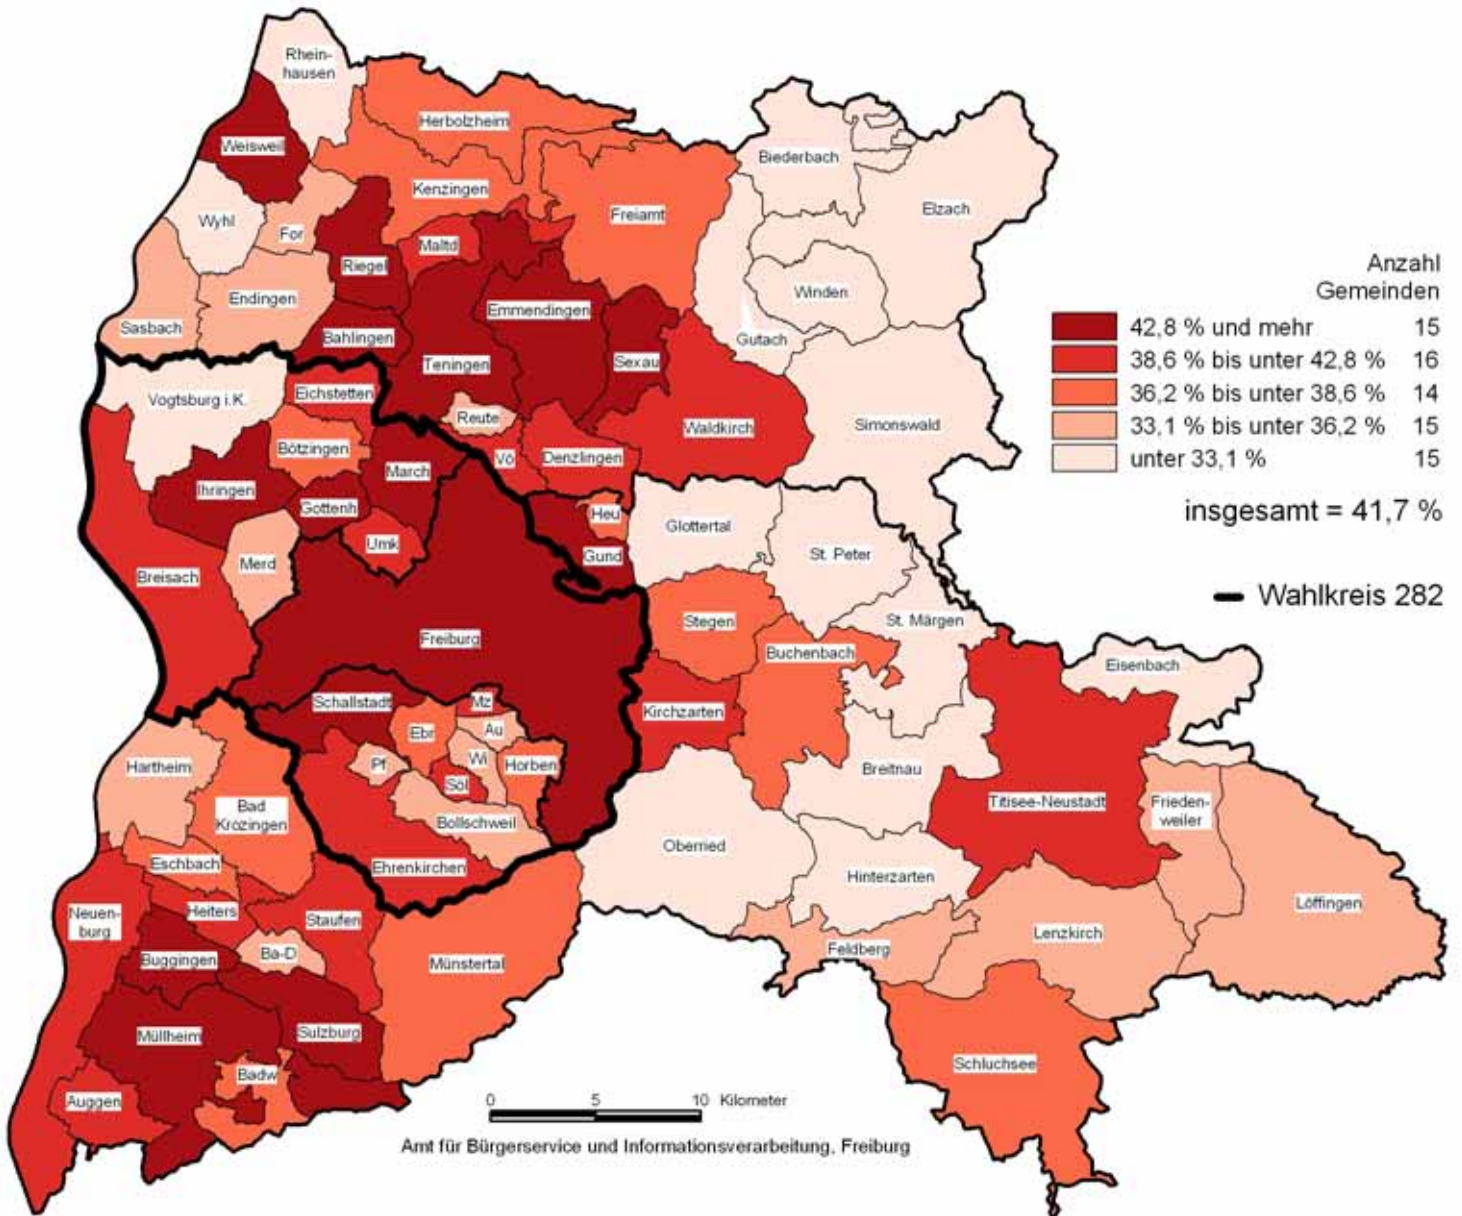 Rhein-
hausen
Herbolzheim
Weisweil
Biederbach
Kenzingen
Elzach
Freiamt
Wyhl
For
Maltd
Riegel
Winden
Endingen
Emmendingen
Sasbach
Bahlingen
Gutach
Teningen
Sexau
Eichstetten
Vogtsburg i.K.
Reute
Waldkirch
Simonswald
Bötzingen
Vö
Denzlingen
March
Ihringen
Gottenh
Heu
Glottertal
Umk
Gund
St. Peter
St.
Merd
Breisach
Stegen
St. Märgen
Freiburg
Buchenbach
Eisenbach
Schallstadt
Mz
Kirchzarten
Ebr
Au
Pf
Wi
Horben
Hartheim
Breitnau
Söl
Titisee-Neustadt
Frieden-
weiler
Bad
Krozingen
Bollschweil
Oberried
Eschbach
Ehrenkirchen
Hinterzarten
Löffingen
Neuen-
burg
Heiters
Staufen
Lenzkirch
Ba-D
Feldberg
Buggingen
Münstertal
Müllheim
Sulzburg
Schluchsee
Badw
Auggen
Anzahl
Gemeinden
42,8 % und mehr 15
38,6 % bis unter 42,8 % 16
36,2 % bis unter 38,6 % 14
33,1 % bis unter 36,2 % 15
unter 33,1 % 15
insgesamt = 41,7 %
Wahlkreis 282
0 5 10 Kilometer
Amt für Bürgerservice und Informationsverarbeitung, Freiburg